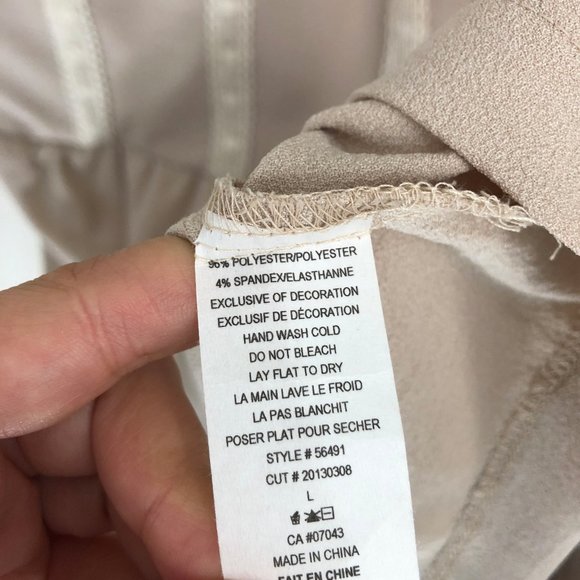 96% POLYESTER/POLYESTER
4% SPANDEX/ELASTHANNE
EXCLUSIVE OF DECORATION
EXCLUSIF DE DÉCORATION
HAND WASH COLD
DO NOT BLEACH
LAY FLAT TO DRY
LA MAIN LAVE LE FROID
LA PAS BLANCHIT
POSER PLAT POUR SECHER
STYLE # 56491
CUT # 20130308
L
CA #07043
MADE IN CHINA
FAIT EN CHINE